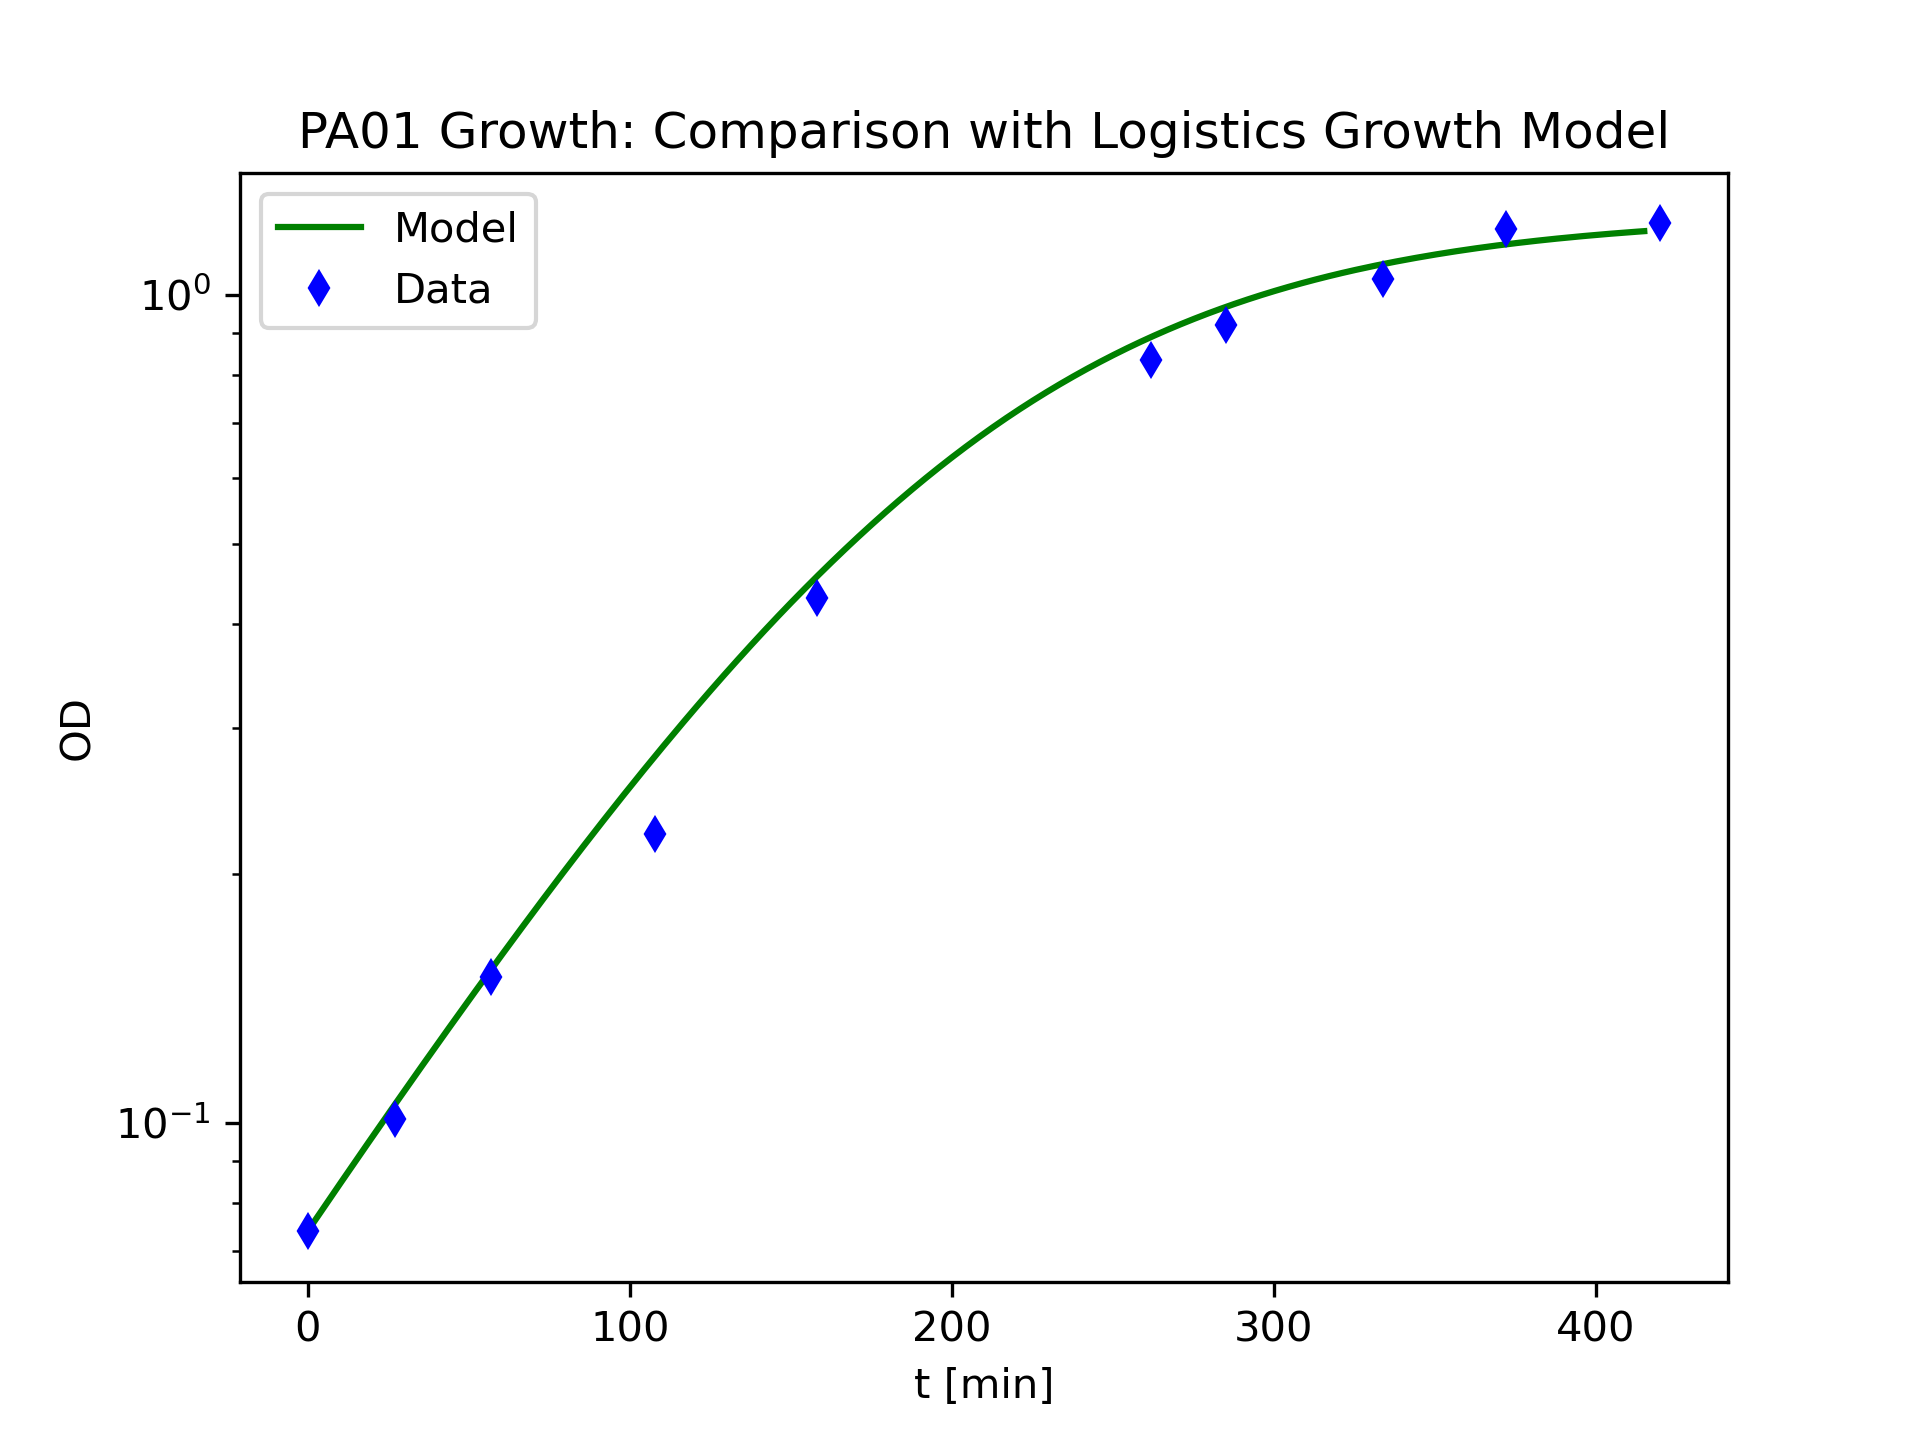 PA01 Growth: Comparison with Logistics Growth Model
Model
Data
10⁰
10⁻¹
OD
0 100 200 300 400
t [min]